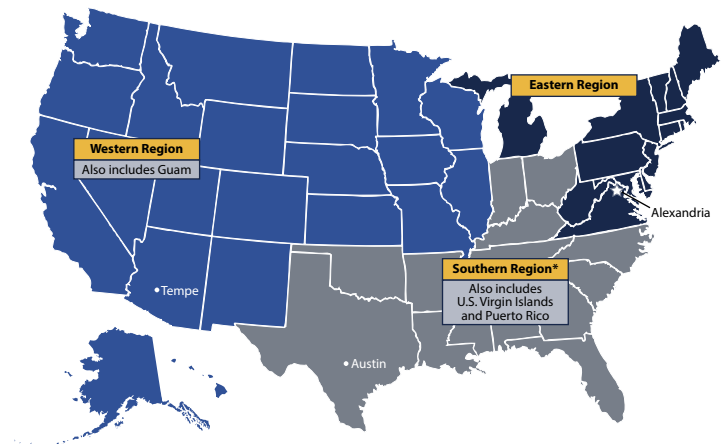 Eastern Region
Western Region
Also includes Guam
Alexandria
Southern Region*
Also includes
U.S. Virgin Islands
and Puerto Rico
Tempe
Austin